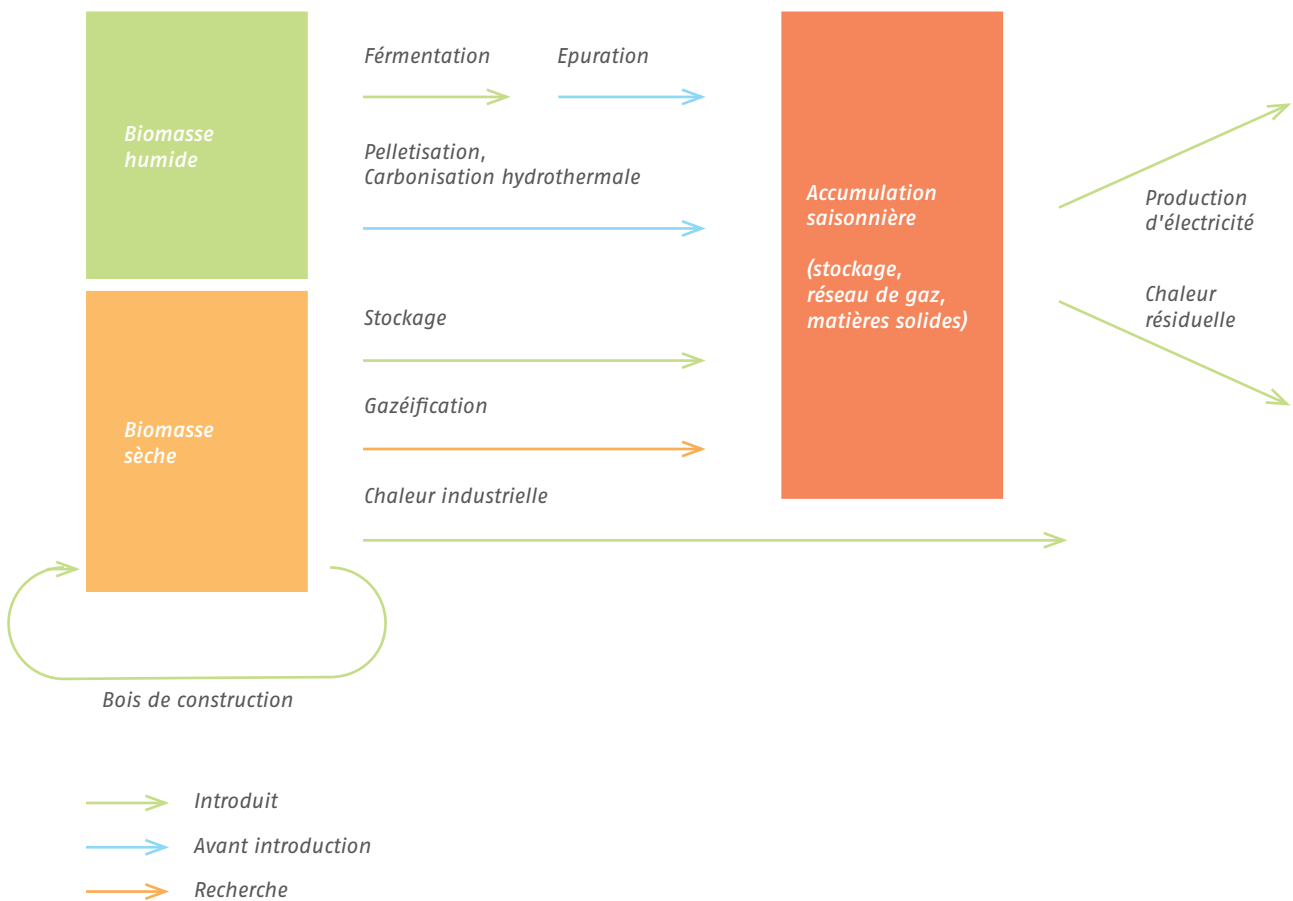 Férmentation
Epuration
Biomasse
humide
Pelletisation,
Carbonisation hydrothermale
Accumulation
saisonnière
(stockage,
réseau de gaz,
matières solides)
Production
d'électricité
Chaleur
résiduelle
Stockage
Gazéification
Biomasse
sèche
Chaleur industrielle
Bois de construction
Introduit
Avant introduction
Recherche